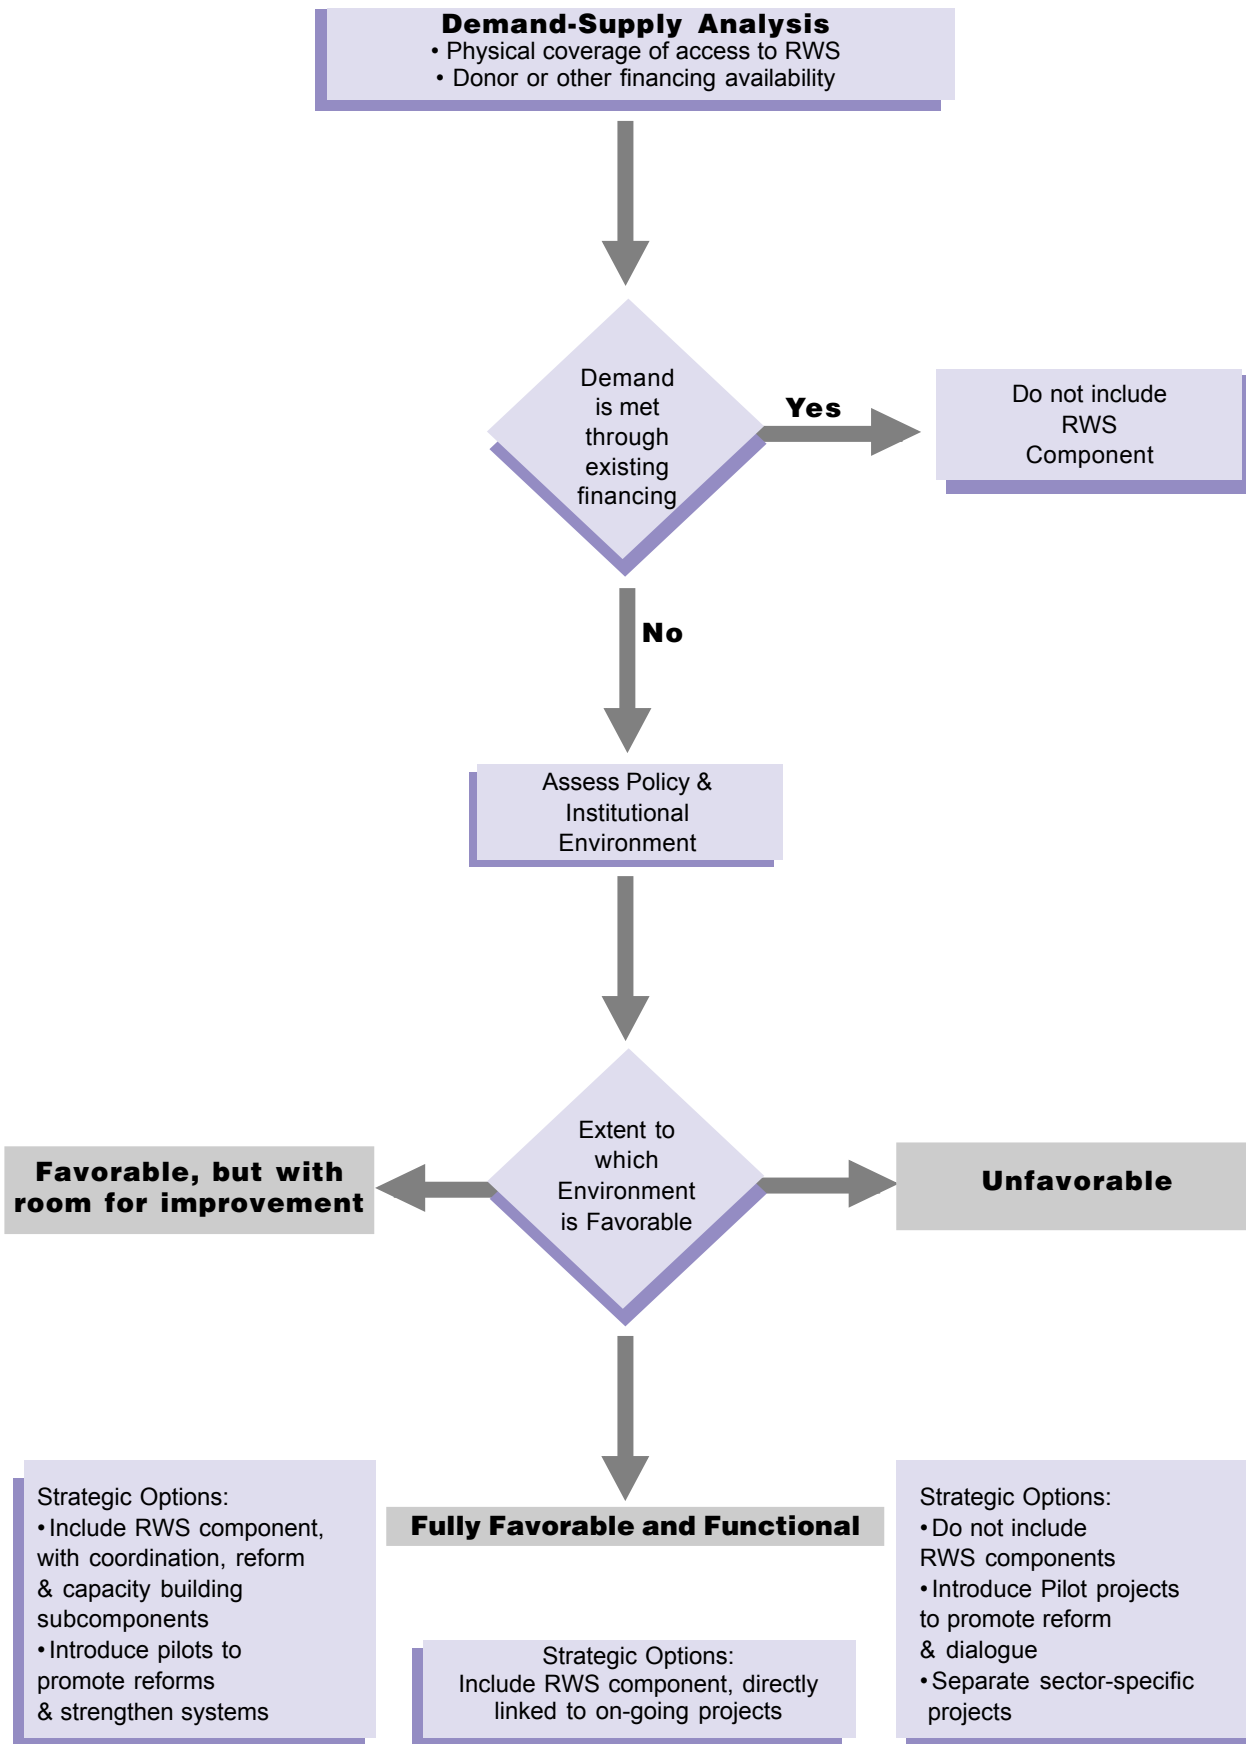 Demand-Supply Analysis
• Physical coverage of access to RWS
• Donor or other financing availability
Demand
is met
through
existing
financing
Yes
Do not include
RWS
Component
No
Assess Policy &
Institutional
Environment
Extent to
which
Environment
is Favorable
Favorable, but with
room for improvement
Unfavorable
Fully Favorable and Functional
Strategic Options:
• Include RWS component,
with coordination, reform
& capacity building
subcomponents
• Introduce pilots to
promote reforms
& strengthen systems
Strategic Options:
Include RWS component, directly
linked to on-going projects
Strategic Options:
• Do not include
RWS components
• Introduce Pilot projects
to promote reform
& dialogue
• Separate sector-specific
projects